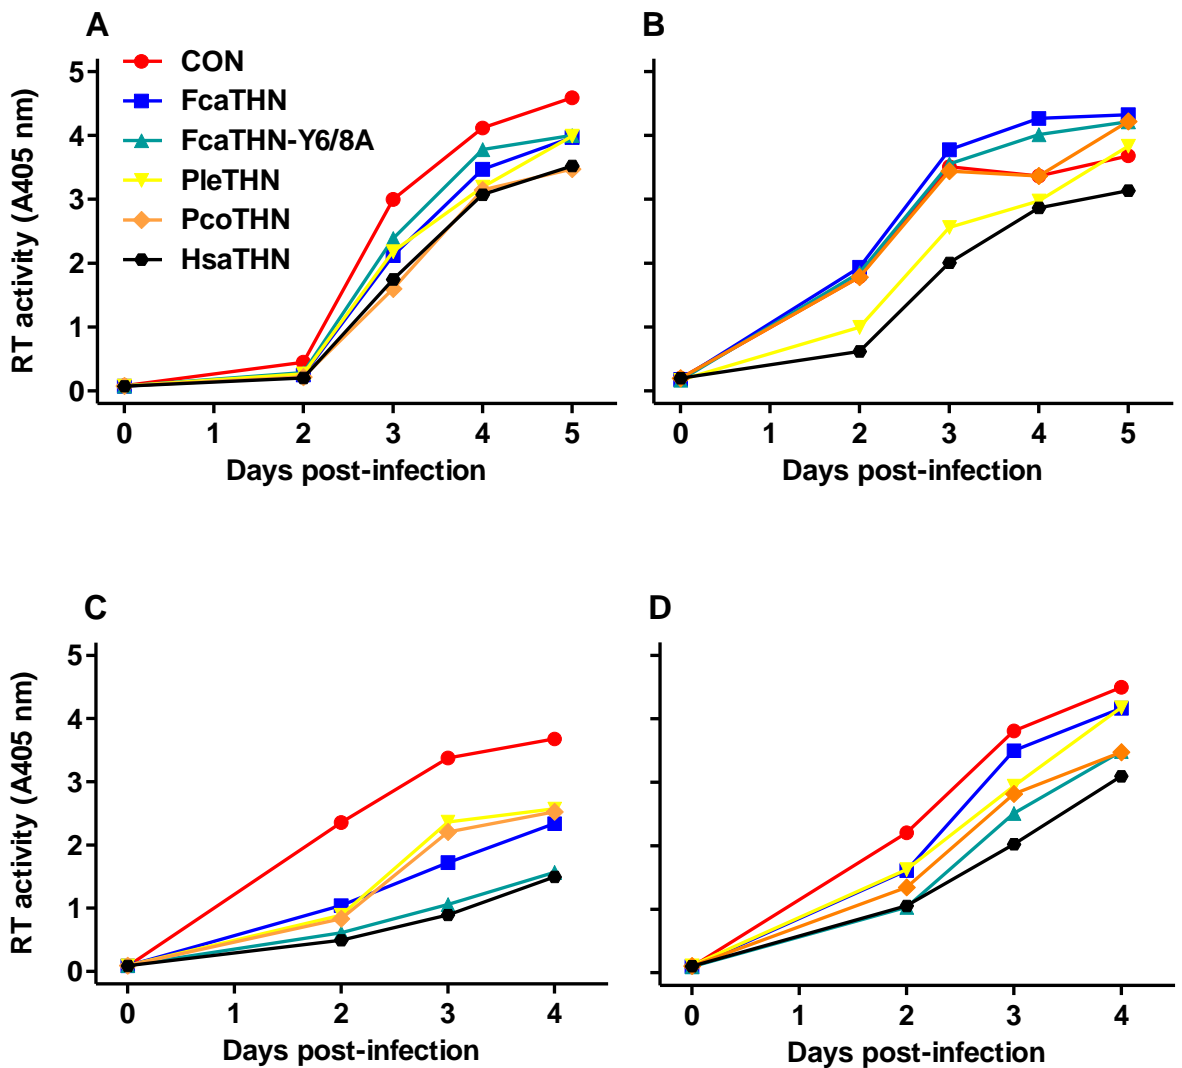 A
RT activity (A405 nm)
5
4
3
2
1
0
CON
FcaTHN
FcaTHN-Y6/8A
PleTHN
PcoTHN
HsaTHN
0 1 2 3 4 5
Days post-infection
B
0 1 2 3 4 5
Days post-infection
C
RT activity (A405 nm)
5
4
3
2
1
0
0 1 2 3 4
Days post-infection
D
0 1 2 3 4
Days post-infection